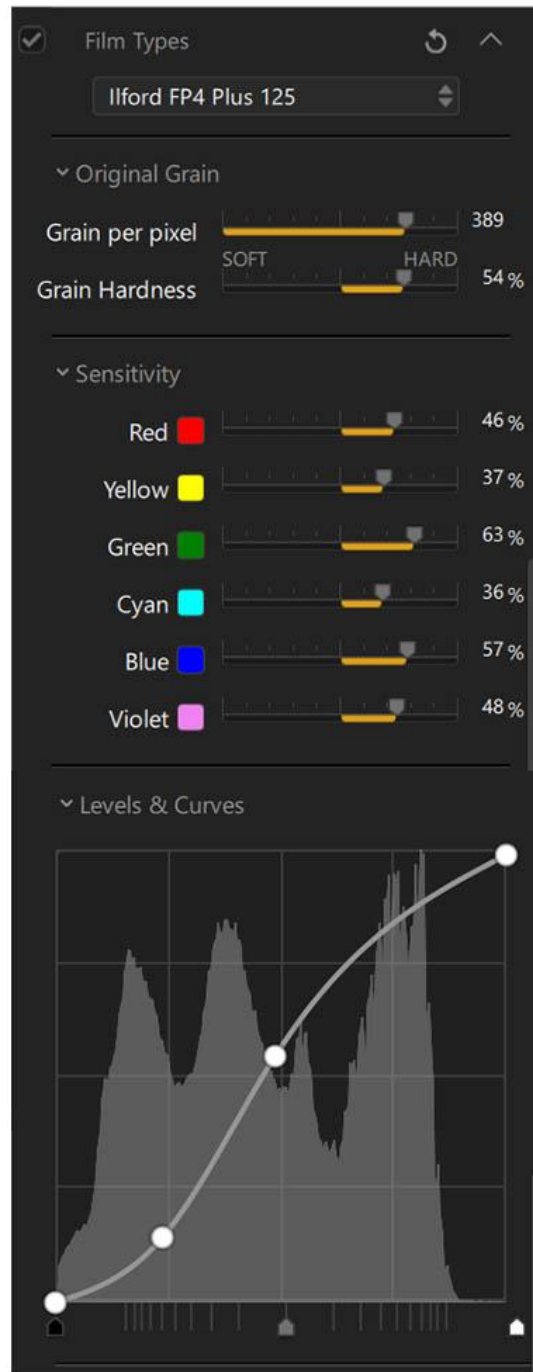 Film Types
Ilford FP4 Plus 125
Original Grain
Grain per pixel 389
SOFT HARD
Grain Hardness 54 %
Sensitivity
Red 46 %
Yellow 37 %
Green 63 %
Cyan 36 %
Blue 57 %
Violet 48 %
Levels & Curves